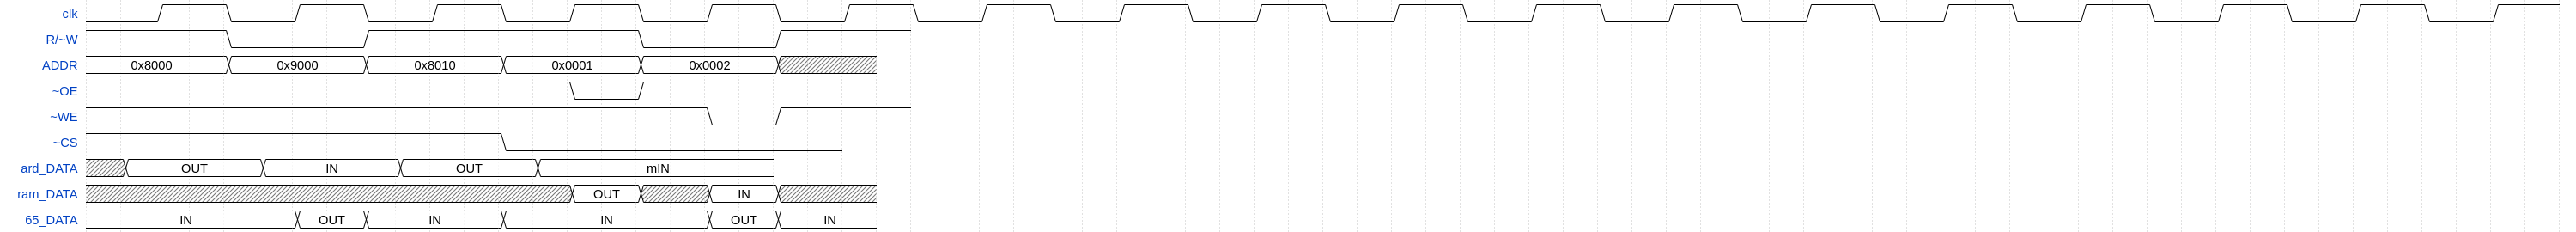 clk
R/~W
ADDR 0x8000 0x9000 0x8010 0x0001 0x0002
~OE
~WE
~CS
ard_DATA OUT IN OUT mIN
ram_DATA OUT IN
65_DATA IN OUT IN IN OUT IN